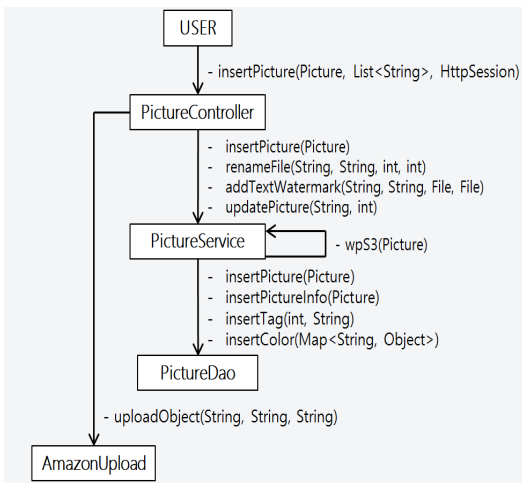 USER
- insertPicture(Picture, List<String>, HttpSession)
PictureController
- insertPicture(Picture)
- renameFile(String, String, int, int)
- addTextWatermark(String, String, File, File)
- updatePicture(String, int)
PictureService
- wpS3(Picture)
- insertPicture(Picture)
- insertPictureInfo(Picture)
- insertTag(int, String)
- insertColor(Map<String, Object>)
PictureDao
- uploadObject(String, String, String)
AmazonUpload